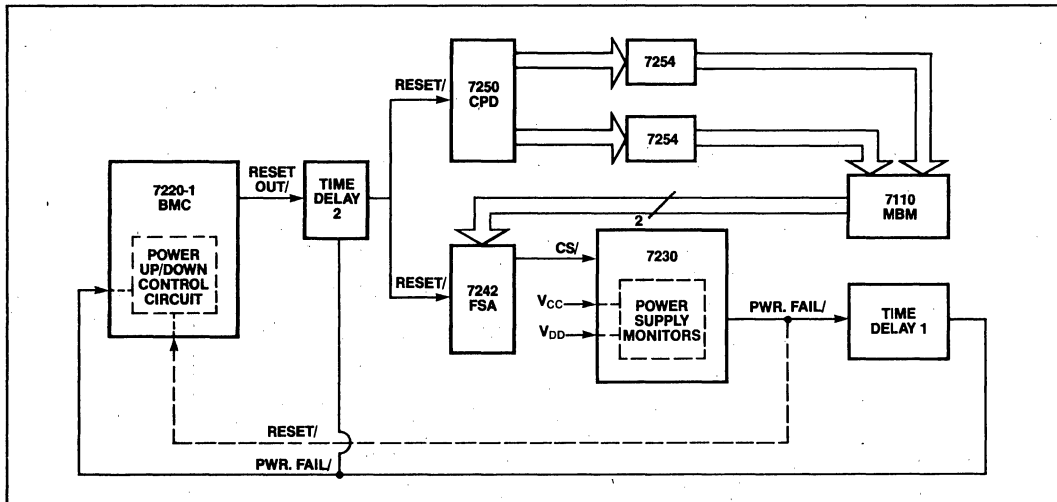 7250
CPD
7254
7254
RESET/
7220-1
BMC
RESET
OUT/
TIME
DELAY
2
7110
MBM
2
POWER
UP/DOWN
CONTROL
CIRCUIT
RESET/
7242
FSA
CS/
7230
VCC
VDD
POWER
SUPPLY
MONITORS
PWR. FAIL/
TIME
DELAY 1
RESET/
PWR. FAIL/